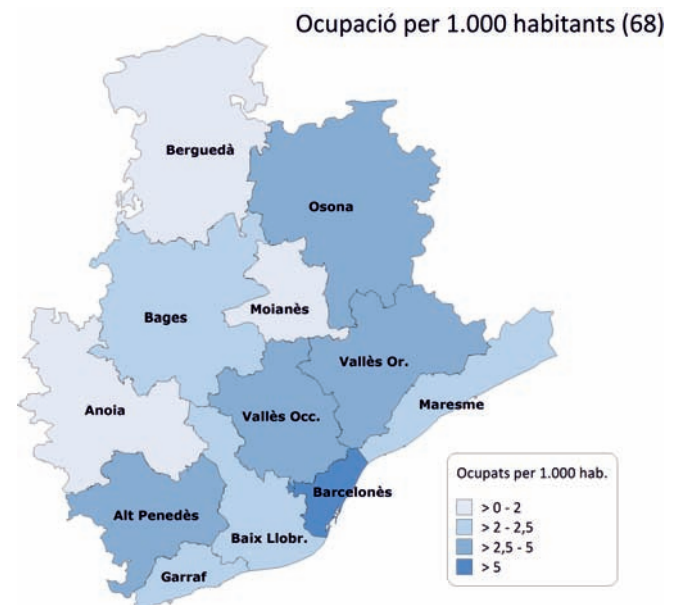 Ocupació per 1.000 habitants (68)
Berguedà
Osona
Bages
Moianès
Vallès Or.
Anoia
Vallès Occ.
Maresme
Barcelonès
Alt Penedès
Baix Llobr.
Garraf
Ocupats per 1.000 hab.
> 0 - 2
> 2 - 2,5
> 2,5 - 5
> 5